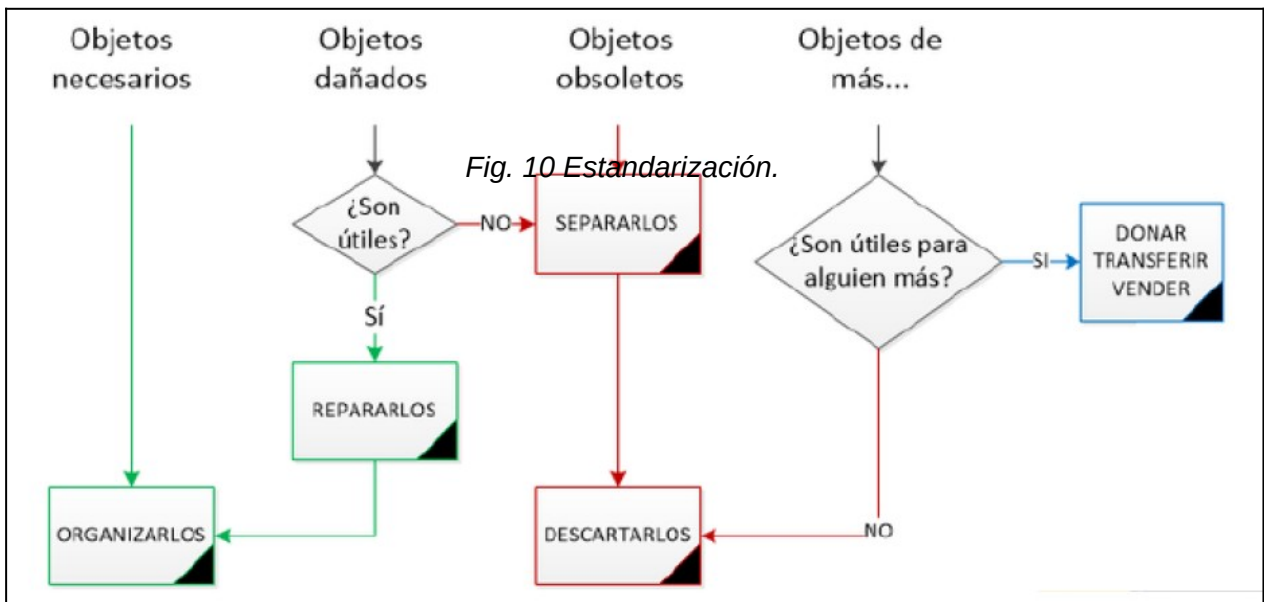 Objetos
necesarios
Objetos
dañados
Objetos
obsoletos
Objetos de
más...
Fig. 10 Estandarización.
¿Son
útiles?
NO
SEPARARLOS
¿Son útiles para
alguien más?
SI
DONAR
TRANSFERIR
VENDER
Sí
REPARARLOS
ORGANIZARLOS
DESCARTARLOS
NO